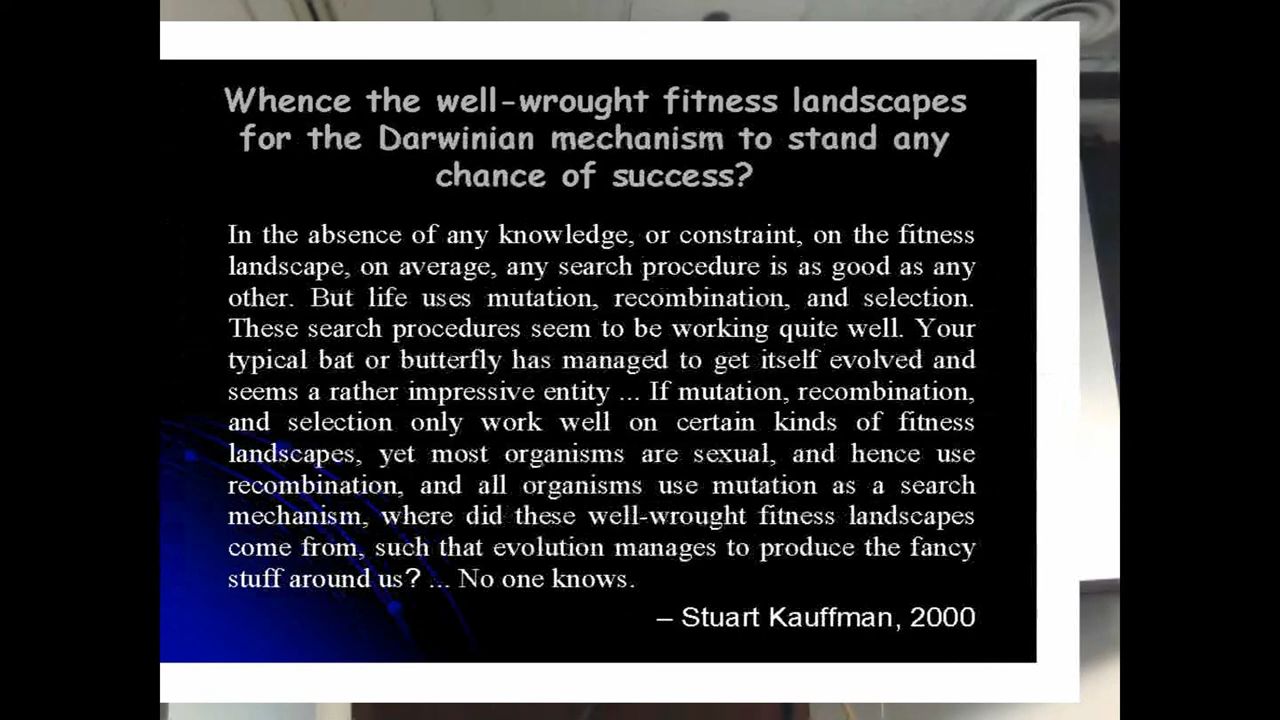 Whence the well-wrought fitness landscapes
for the Darwinian mechanism to stand any
chance of success?
In the absence of any knowledge, or constraint, on the fitness
landscape, on average, any search procedure is as good as any
other. But life uses mutation, recombination, and selection.
These search procedures seem to be working quite well. Your
typical bat or butterfly has managed to get itself evolved and
seems a rather impressive entity ... If mutation, recombination,
and selection only work well on certain kinds of fitness
landscapes, yet most organisms are sexual, and hence use
recombination, and all organisms use mutation as a search
mechanism, where did these well-wrought fitness landscapes
come from, such that evolution manages to produce the fancy
stuff around us? ... No one knows.
– Stuart Kauffman, 2000